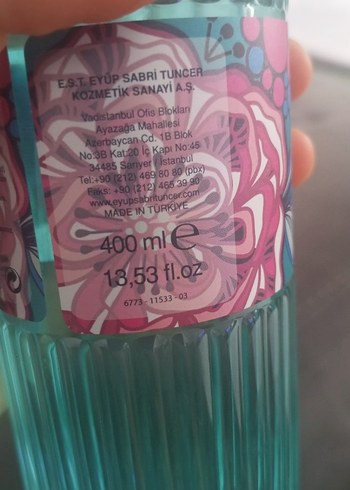 E.S.T. EYÜP SABRİ TUNCER
KOZMETİK SANAYİ A.Ş.
Vadistanbul Ofis Blokları
Ayazağa Mahallesi
Azerbaycan Cd. 1B Blok
No:3B Kat:20 İç Kapı No:45
34485 Sarıyer / İstanbul
Tel:+90 (212) 469 80 80 (pbx)
Faks: +90 (212) 465 39 90
www.eyupsabrituncer.com
MADE IN TÜRKİYE
400 ml ℮
13,53 fl.oz
6773 - 11533 - 03